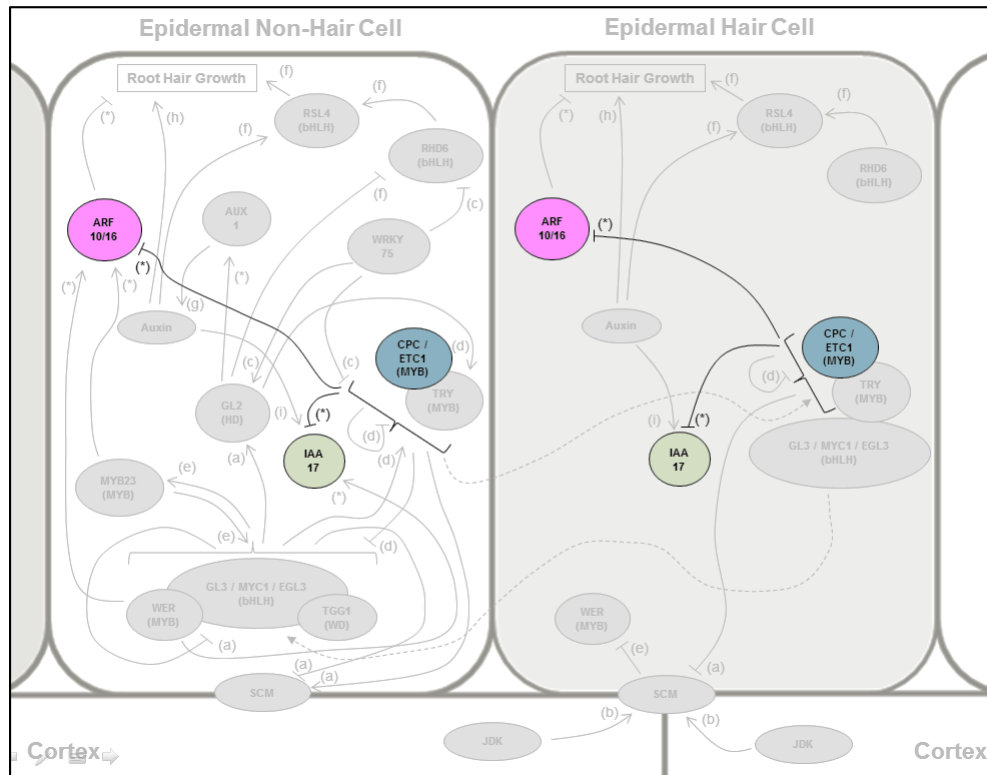 Epidermal Non-Hair Cell
Root Hair Growth
(*)
(h)
(f)
(f)
(f)
RSL4
(bHLH)
RHD6
(bHLH)
(f)
(c)
ARF
10/16
AUX
1
WRKY
75
(*)
(*)
(*)
(*)
(g)
Auxin
CPC /
ETC1
(MYB)
(d)
TRY
(MYB)
(c)
(c)
GL2
(HD)
(i)
(*)
(d)
(d)
IAA
17
(a)
(*)
MYB23
(MYB)
(e)
(e)
(d)
GL3 / MYC1 / EGL3
(bHLH)
WER
(MYB)
TGG1
(WD)
(a)
(a)
(a)
SCM
Epidermal Hair Cell
Root Hair Growth
(*)
(h)
(f)
(f)
(f)
RSL4
(bHLH)
RHD6
(bHLH)
ARF
10/16
(*)
Auxin
CPC /
ETC1
(MYB)
(d)
TRY
(MYB)
(i)
(*)
IAA
17
GL3 / MYC1 / EGL3
(bHLH)
WER
(MYB)
(e)
(a)
SCM
(b)
(b)
JDK
JDK
Cortex
Cortex